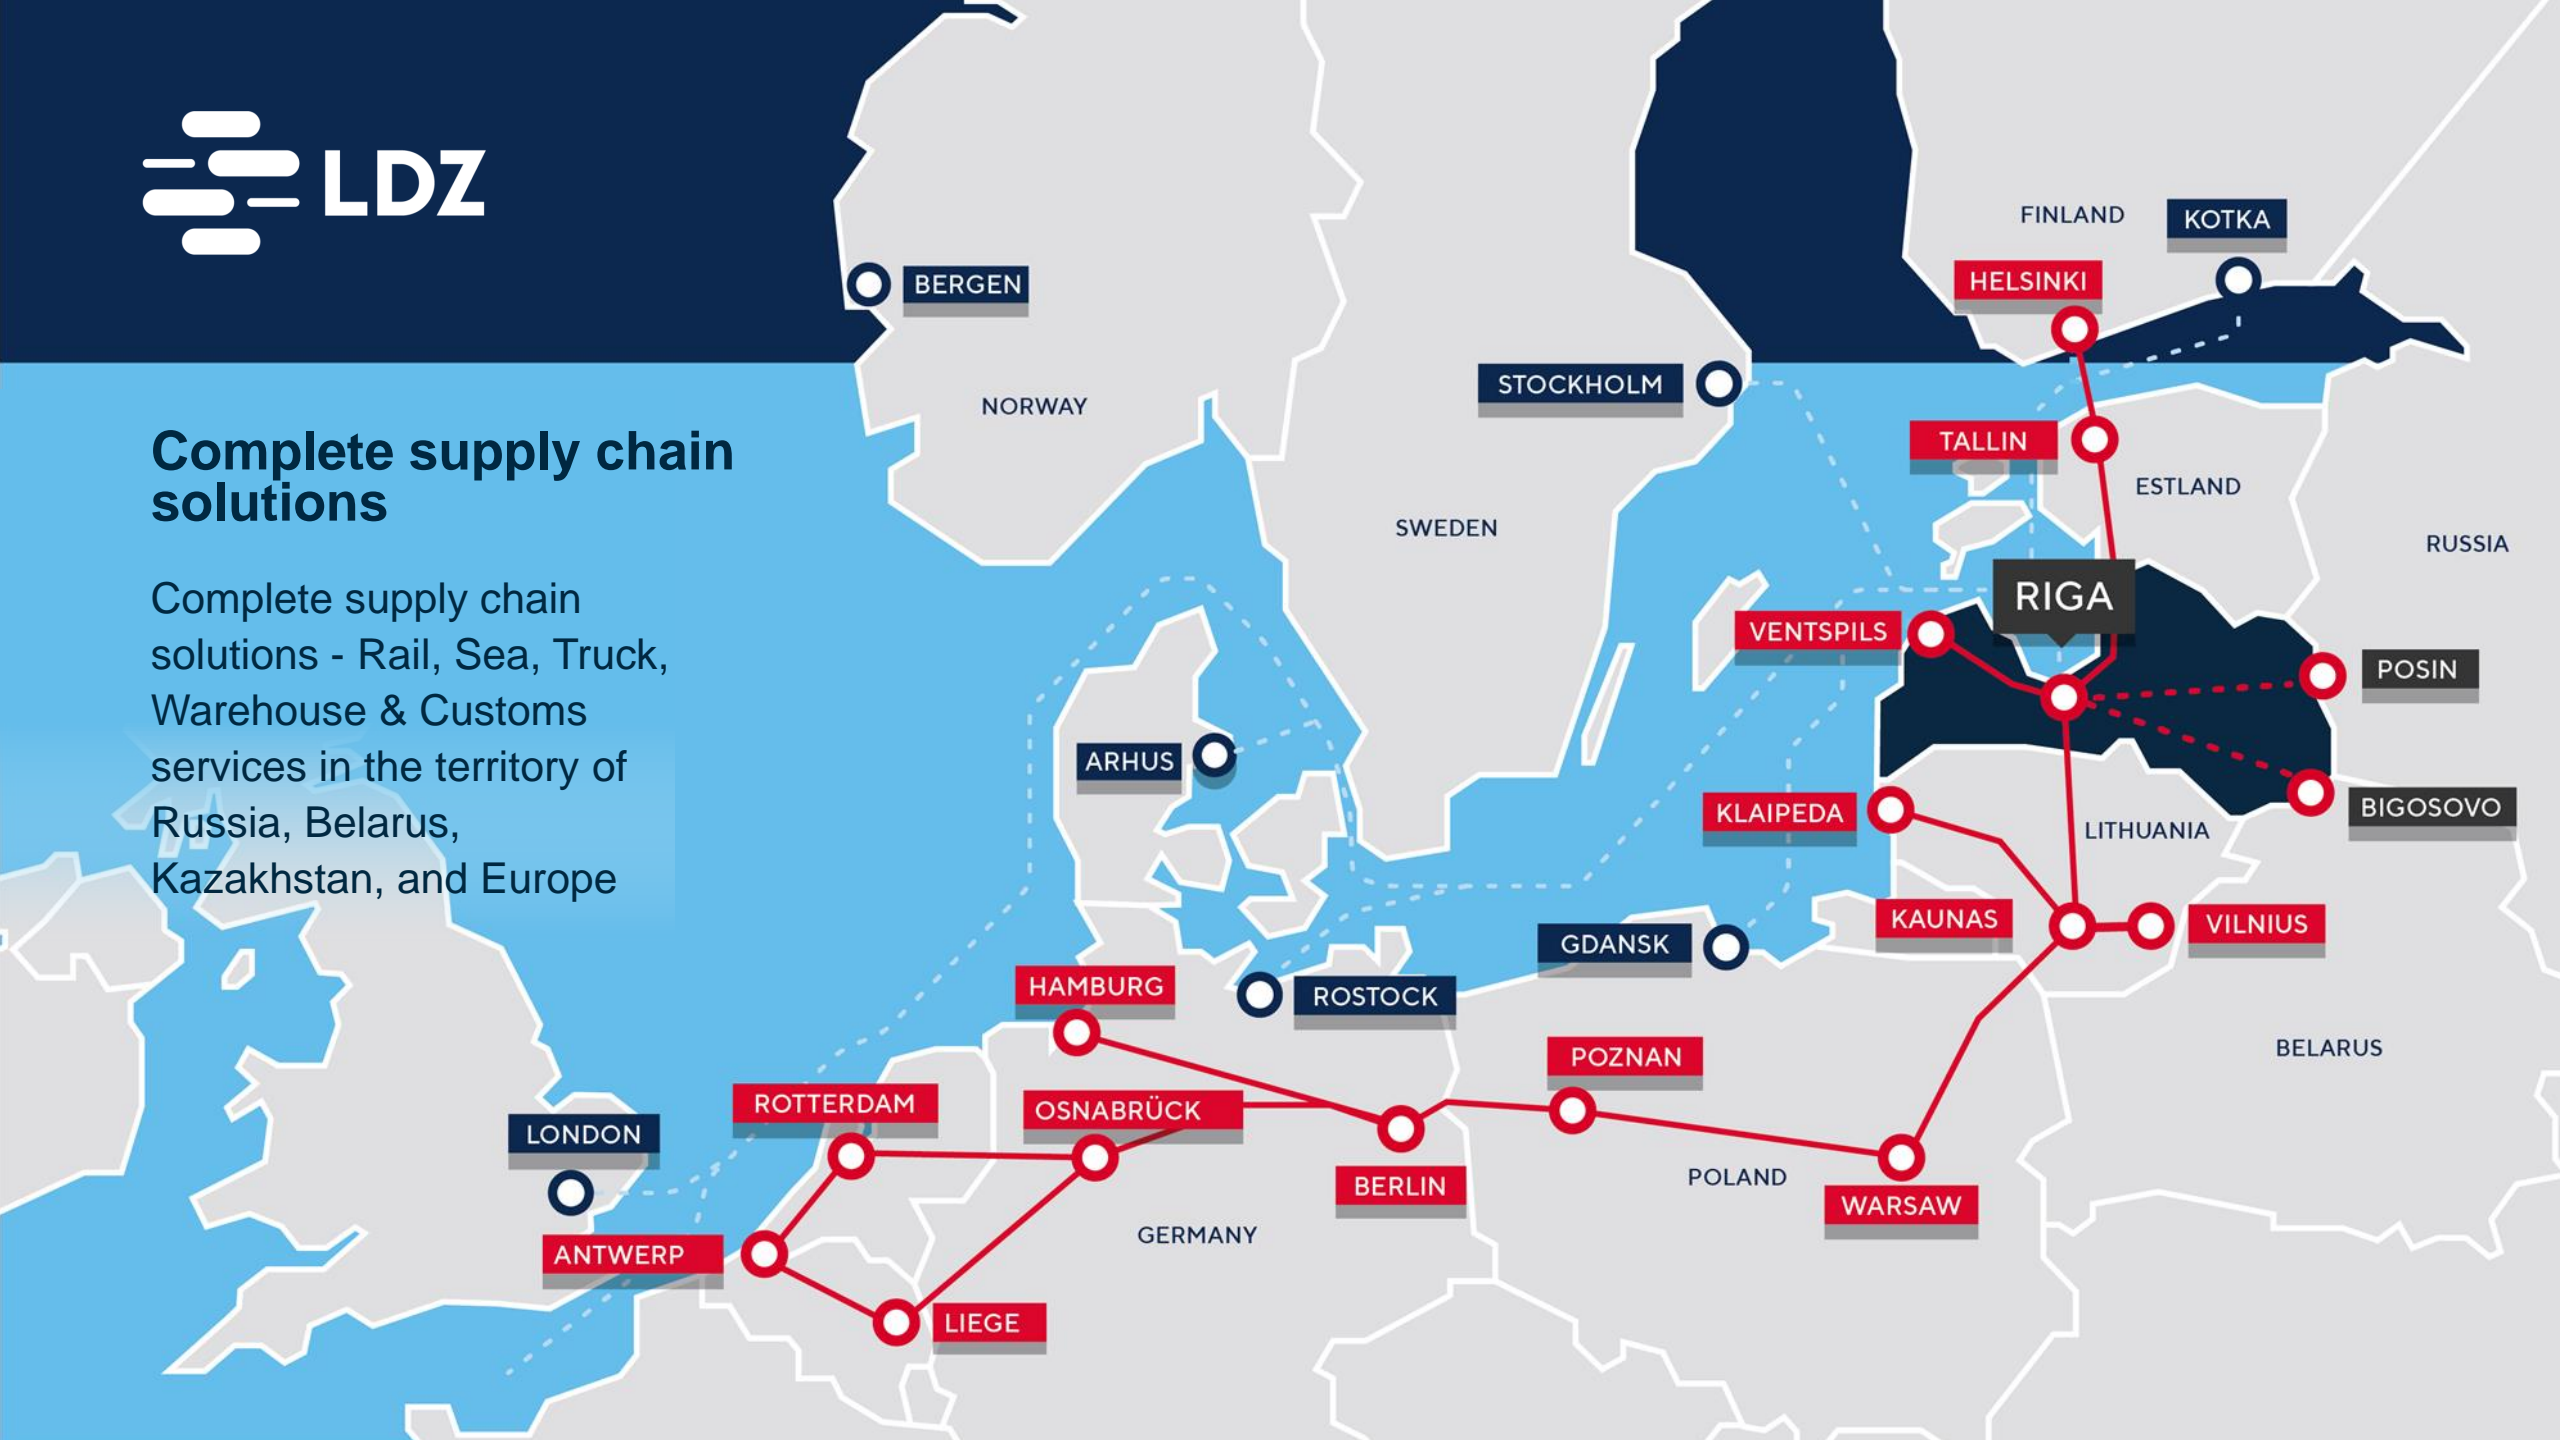 LDZ
Complete supply chain
solutions
Complete supply chain
solutions - Rail, Sea, Truck,
Warehouse & Customs
services in the territory of
Russia, Belarus,
Kazakhstan, and Europe
FINLAND
KOTKA
HELSINKI
BERGEN
NORWAY
STOCKHOLM
TALLIN
ESTLAND
SWEDEN
RUSSIA
RIGA
VENTSPILS
POSIN
ARHUS
KLAIPEDA
BIGOSOVO
LITHUANIA
KAUNAS
VILNIUS
GDANSK
HAMBURG
ROSTOCK
POZNAN
BELARUS
ROTTERDAM
OSNABRÜCK
LONDON
BERLIN
POLAND
WARSAW
GERMANY
ANTWERP
LIEGE